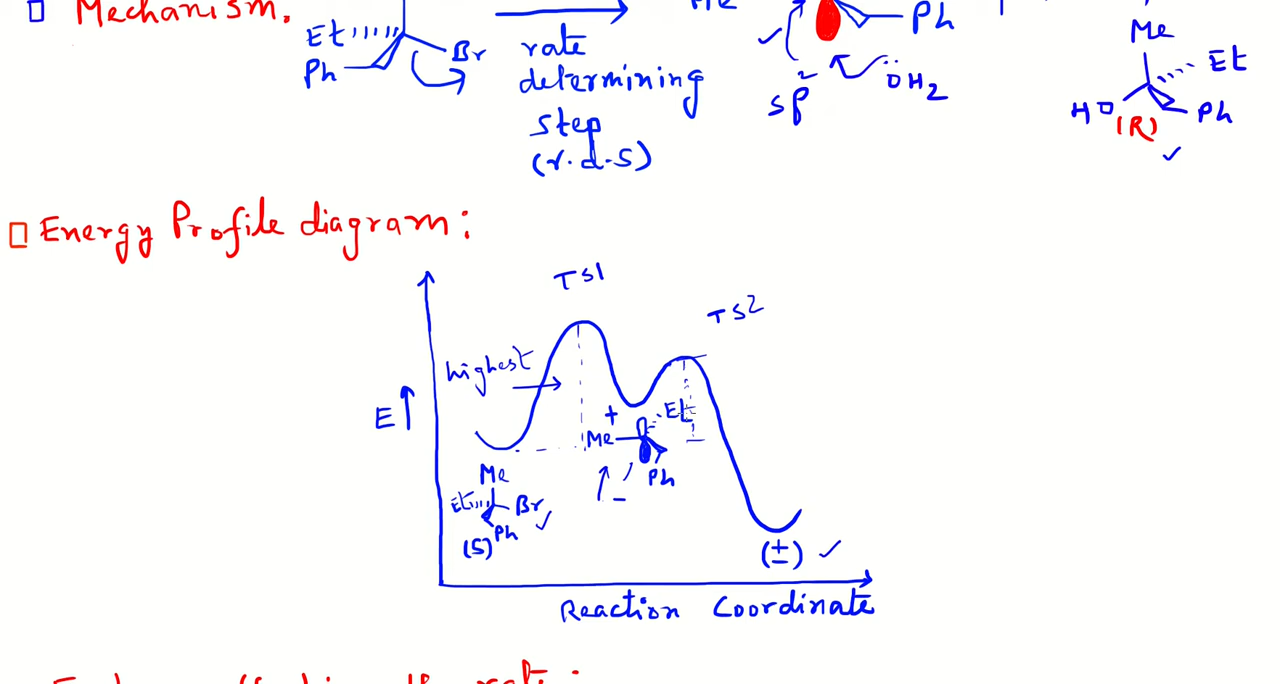 Mechanism.
Et
Br
Ph
rate
determining
step
(r.d.s)
Me
Ph
sp2
ÖH2
Me
Et
HO
Ph
(R)
Energy Profile diagram:
TS1
TS2
highest
E
+
Me
Et
Ph
Me
Et
Br
Ph
(S)
(±)
Reaction Coordinate